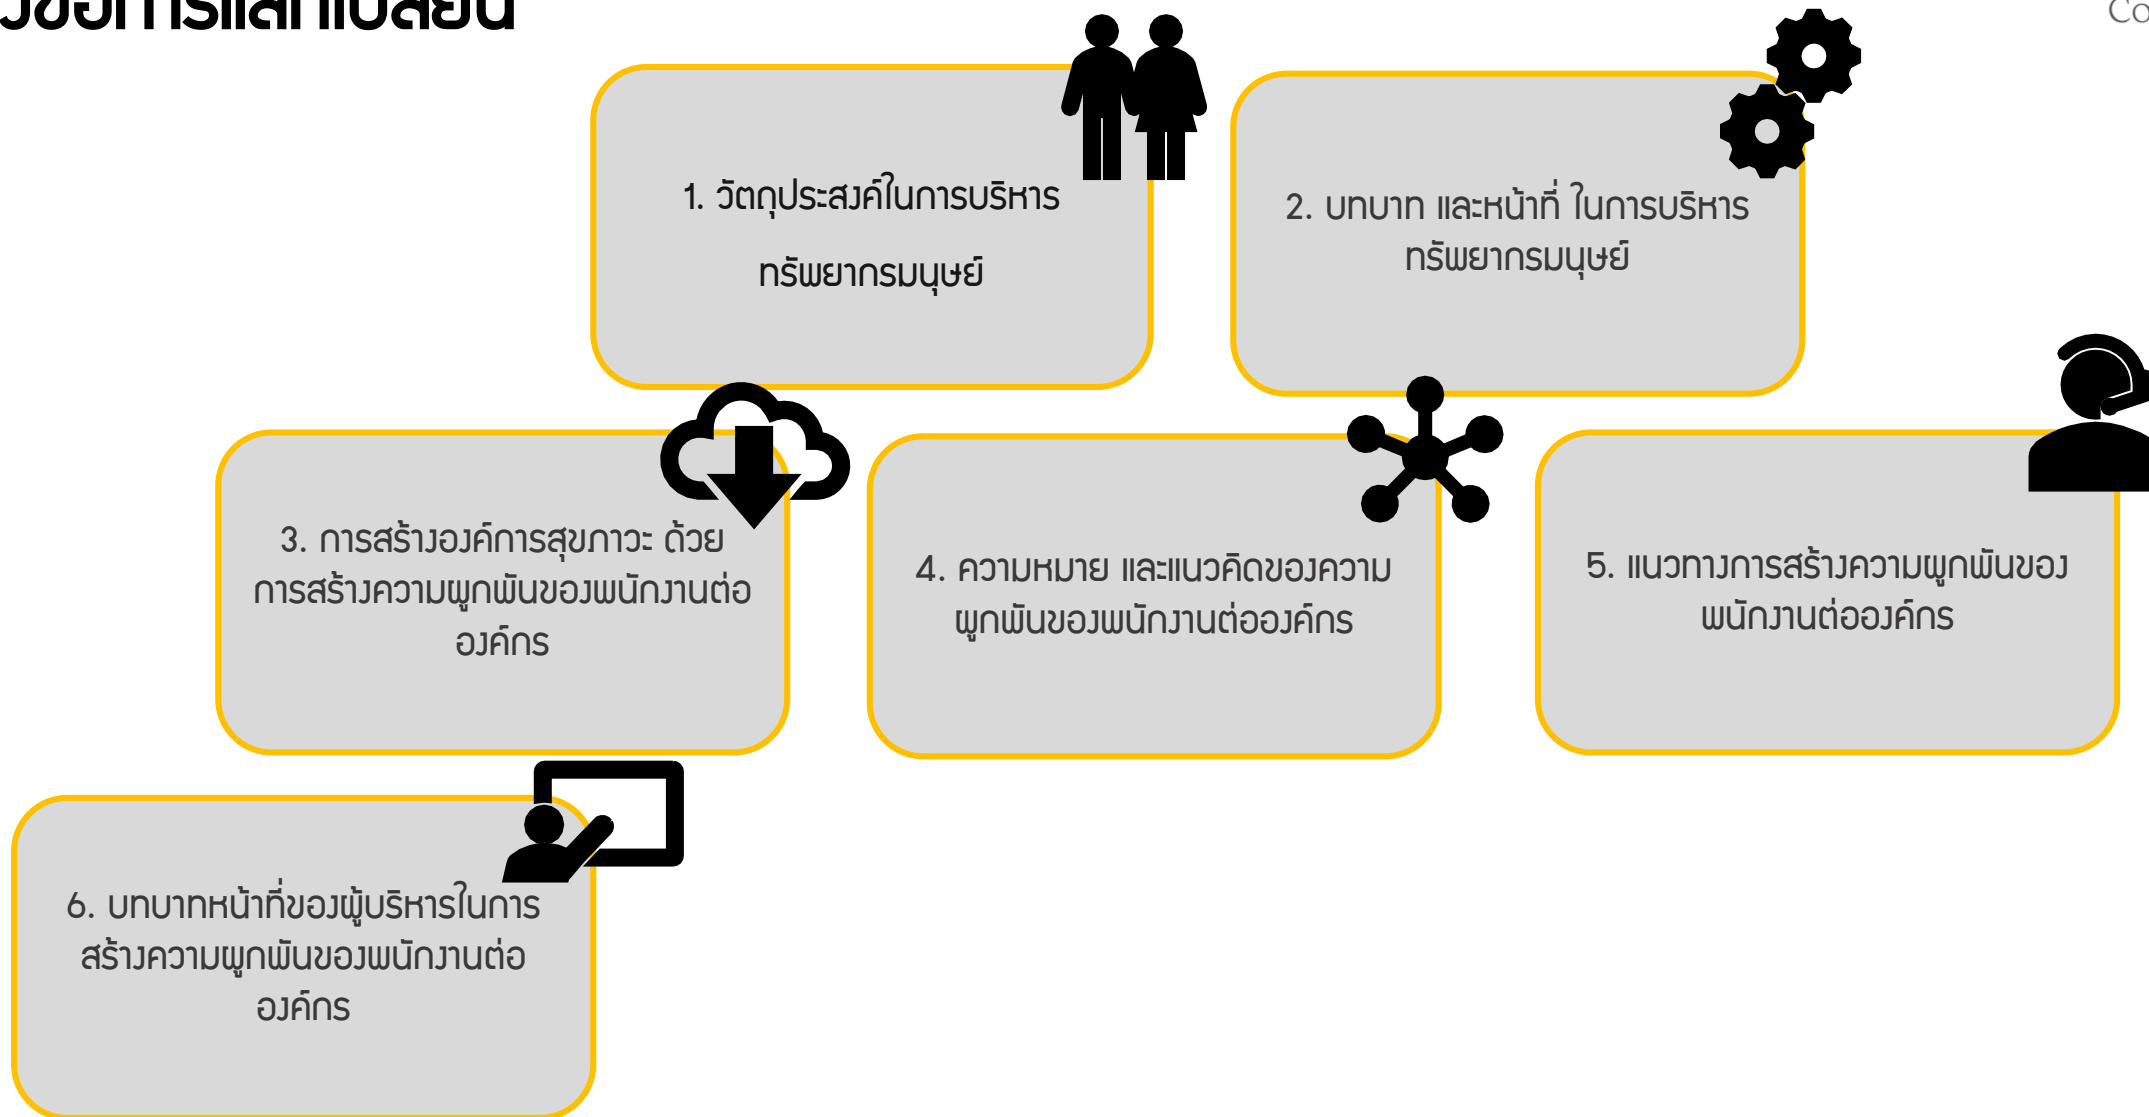 1. วัตถุประสงค์ในการบริหาร
ทรัพยากรมนุษย์
2. บทบาท และหน้าที่ ในการบริหาร
ทรัพยากรมนุษย์
3. การสร้างองค์การสุขภาวะ ด้วย
การสร้างความผูกพันของพนักงานต่อ
องค์กร
4. ความหมาย และแนวคิดของความ
ผูกพันของพนักงานต่อองค์กร
5. แนวทางการสร้างความผูกพันของ
พนักงานต่อองค์กร
6. บทบาทหน้าที่ของผู้บริหารในการ
สร้างความผูกพันของพนักงานต่อ
องค์กร